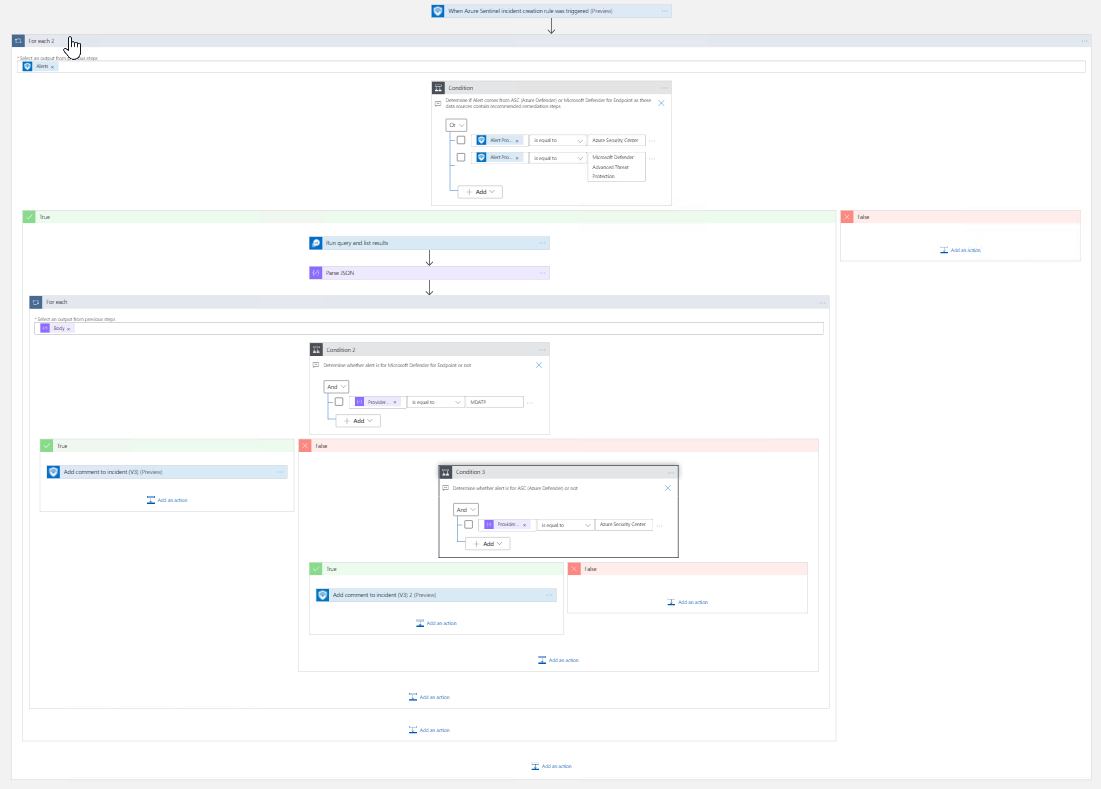 When Azure Sentinel incident creation rule was triggered (Preview)
For each 2
* Select an output from previous steps
Alerts ×
Condition
Determine if Alert comes from ASC (Azure Defender) or Microsoft Defender for Endpoint as those
data sources contain recommended remediation steps
Or
Alert Pro... × is equal to Azure Security Center
Alert Pro... × is equal to Microsoft Defender
Advanced Threat
Protection
+ Add
True
False
Add an action
Run query and list results
Parse JSON
For each
* Select an output from previous steps
Body ×
Condition 2
Determine whether alert is for Microsoft Defender for Endpoint or not
And
Provider... × is equal to MDATP
+ Add
True
False
Add comment to incident (V3) (Preview)
Add an action
Condition 3
Determine whether alert is for ASC (Azure Defender) or not
And
Provider... × is equal to Azure Security Center
+ Add
True
False
Add comment to incident (V3) 2 (Preview)
Add an action
Add an action
Add an action
Add an action
Add an action
Add an action